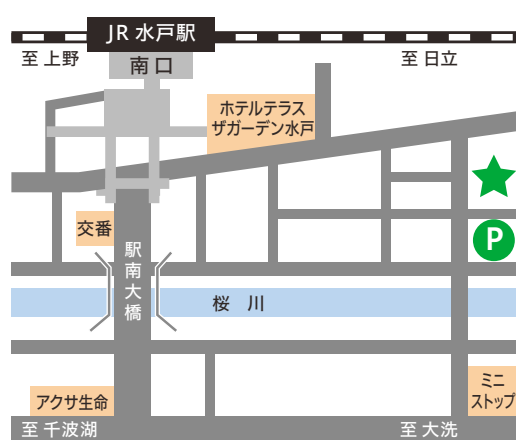 JR 水戸駅
南口
至 上野
至 日立
ホテルテラス
ザガーデン水戸
P
交番
駅南大橋
桜 川
ミニ
ストップ
アクサ生命
至 千波湖
至 大洗